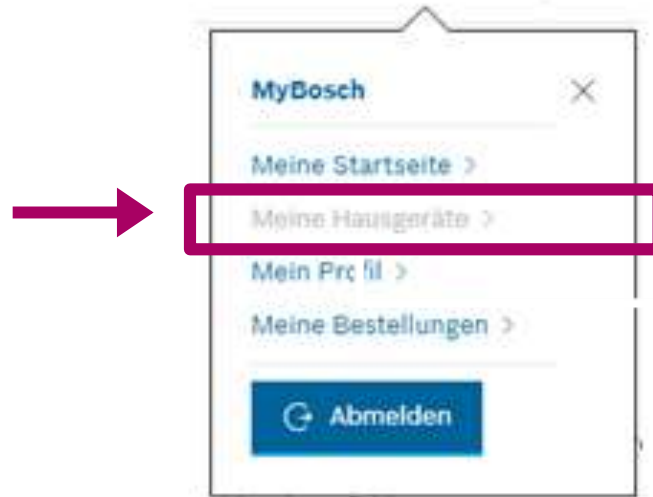 MyBosch
Meine Startseite >
Meine Hausgeräte >
Mein Profil >
Meine Bestellungen >
Abmelden